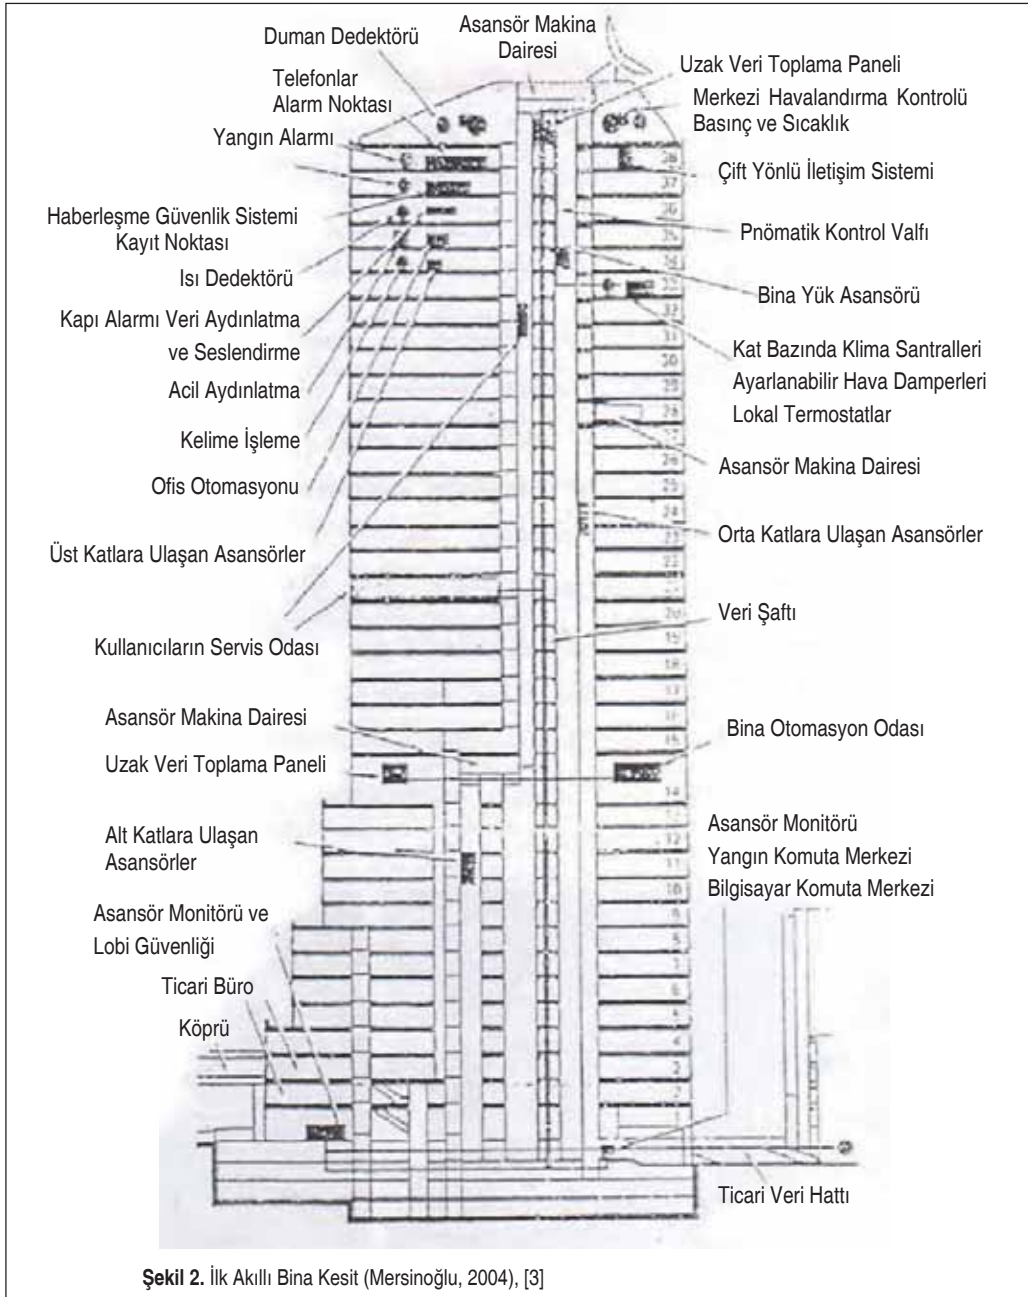 Asansör Makina
Dairesi
Duman Dedektörü
Telefonlar
Alarm Noktası
Yangın Alarmı
Haberleşme Güvenlik Sistemi
Kayıt Noktası
Isı Dedektörü
Kapı Alarmı Veri Aydınlatma
ve Seslendirme
Acil Aydınlatma
Kelime İşleme
Ofis Otomasyonu
Üst Katlara Ulaşan Asansörler
Kullanıcıların Servis Odası
Asansör Makina Dairesi
Uzak Veri Toplama Paneli
Alt Katlara Ulaşan
Asansörler
Asansör Monitörü ve
Lobi Güvenliği
Ticari Büro
Köprü
Uzak Veri Toplama Paneli
Merkezi Havalandırma Kontrolü
Basınç ve Sıcaklık
Çift Yönlü İletişim Sistemi
Pnömatik Kontrol Valfı
Bina Yük Asansörü
Kat Bazında Klima Santralleri
Ayarlanabilir Hava Damperleri
Lokal Termostatlar
Asansör Makina Dairesi
Orta Katlara Ulaşan Asansörler
Veri Şaftı
Bina Otomasyon Odası
Asansör Monitörü
Yangın Komuta Merkezi
Bilgisayar Komuta Merkezi
Ticari Veri Hattı
Şekil 2. İlk Akıllı Bina Kesit (Mersinoğlu, 2004), [3]